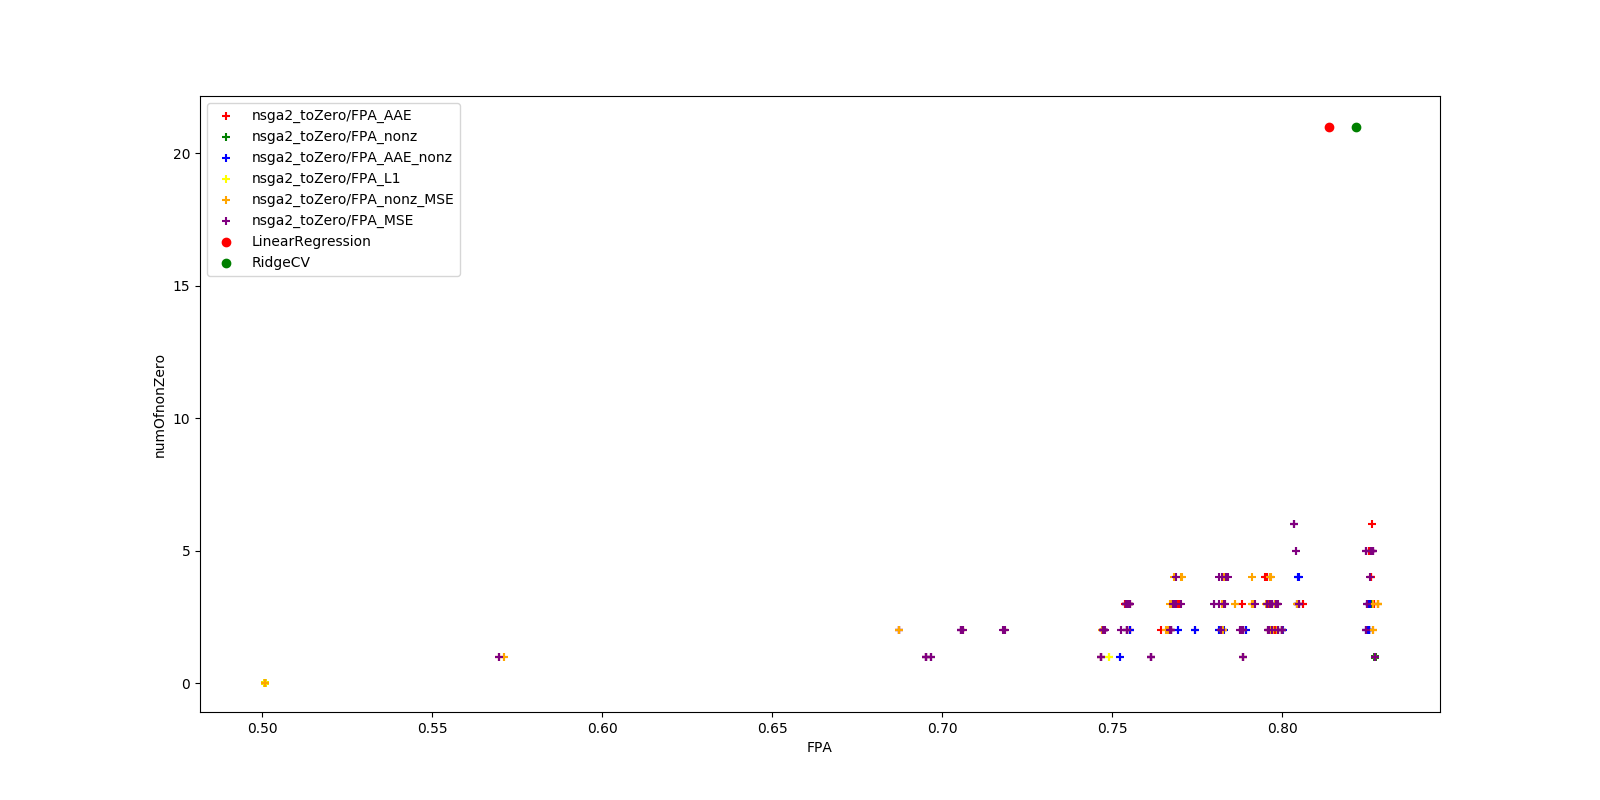 nsga2_toZero/FPA_AAE
nsga2_toZero/FPA_nonz
nsga2_toZero/FPA_AAE_nonz
nsga2_toZero/FPA_L1
nsga2_toZero/FPA_nonz_MSE
nsga2_toZero/FPA_MSE
LinearRegression
RidgeCV
numOfnonZero
20
15
10
5
0
0.50 0.55 0.60 0.65 0.70 0.75 0.80
FPA